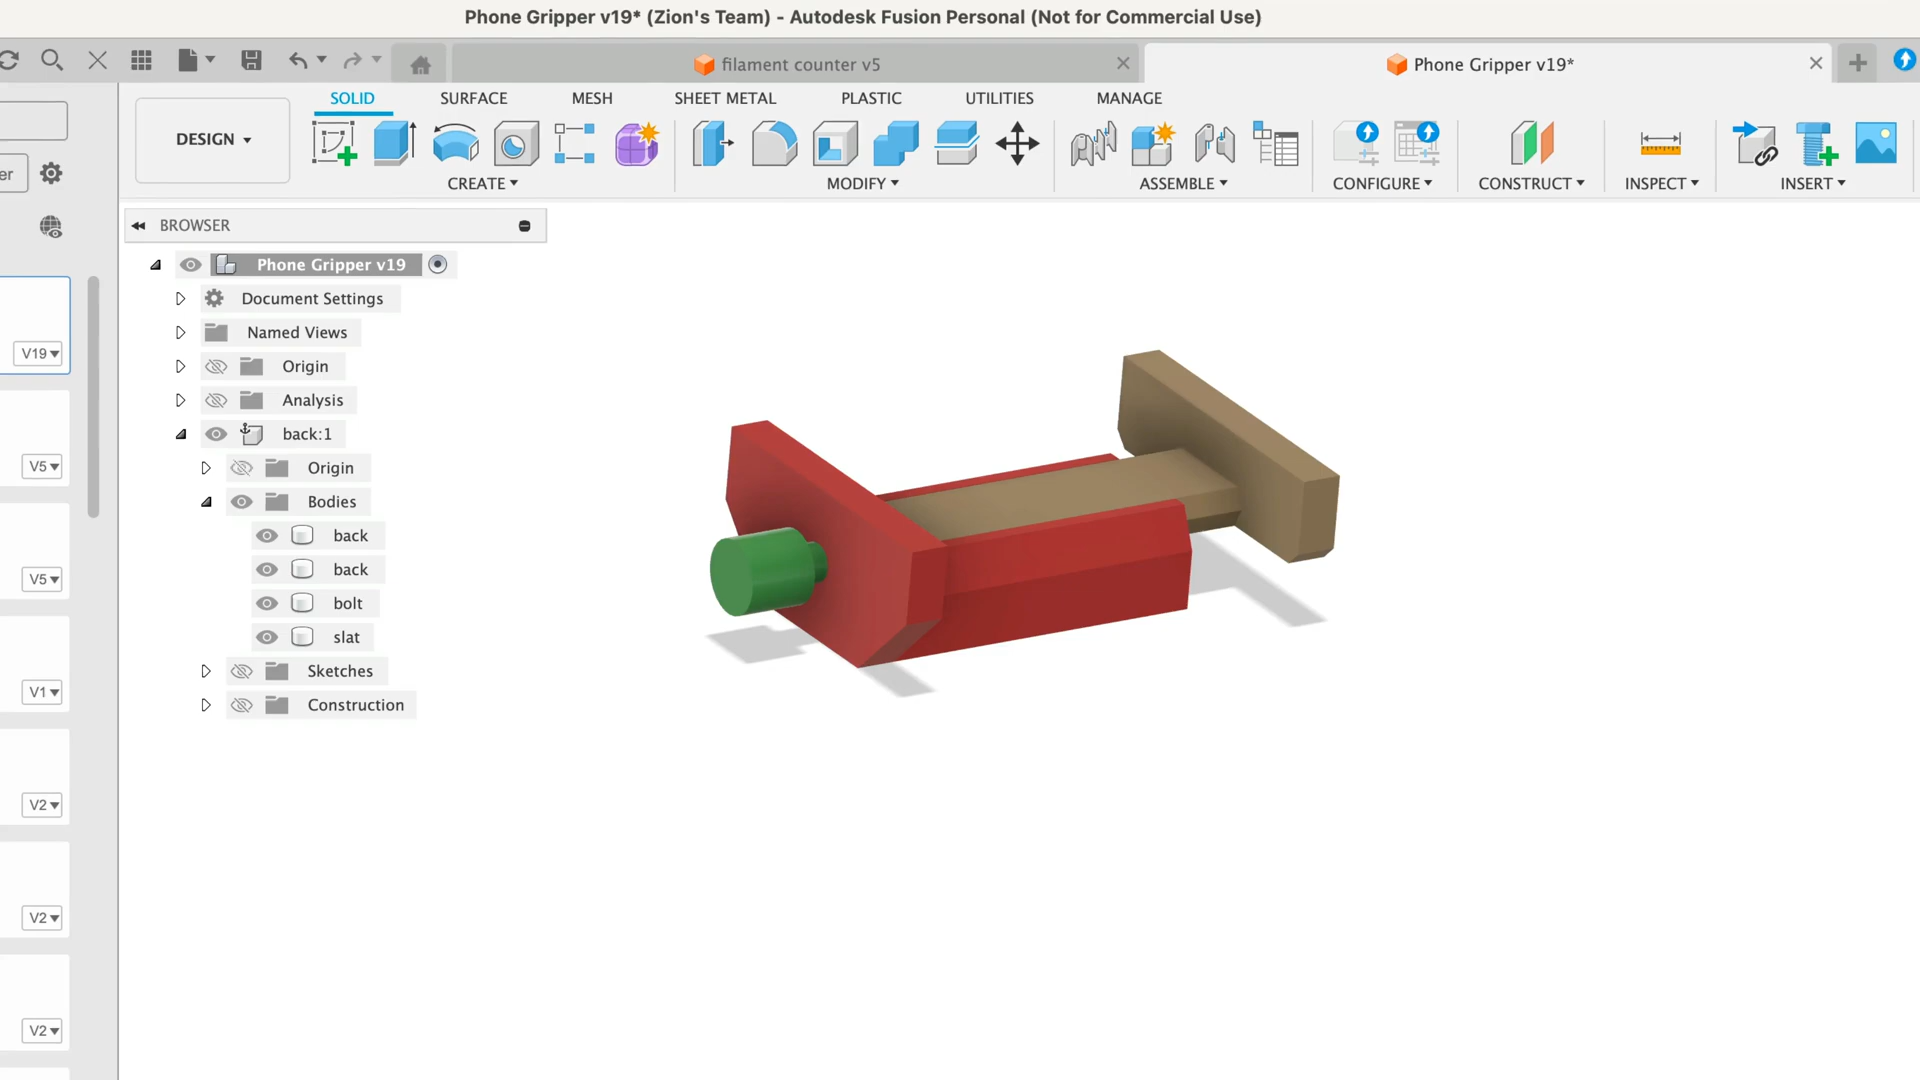 Phone Gripper v19* (Zion's Team) - Autodesk Fusion Personal (Not for Commercial Use)
filament counter v5
Phone Gripper v19*
SOLID SURFACE MESH SHEET METAL PLASTIC UTILITIES MANAGE
DESIGN
er
CREATE MODIFY ASSEMBLE CONFIGURE CONSTRUCT INSPECT INSERT
BROWSER
Phone Gripper v19
Document Settings
Named Views
V19
Origin
Analysis
back:1
V5
Origin
Bodies
back
back
V5
bolt
slat
Sketches
V1
Construction
V2
V2
V2